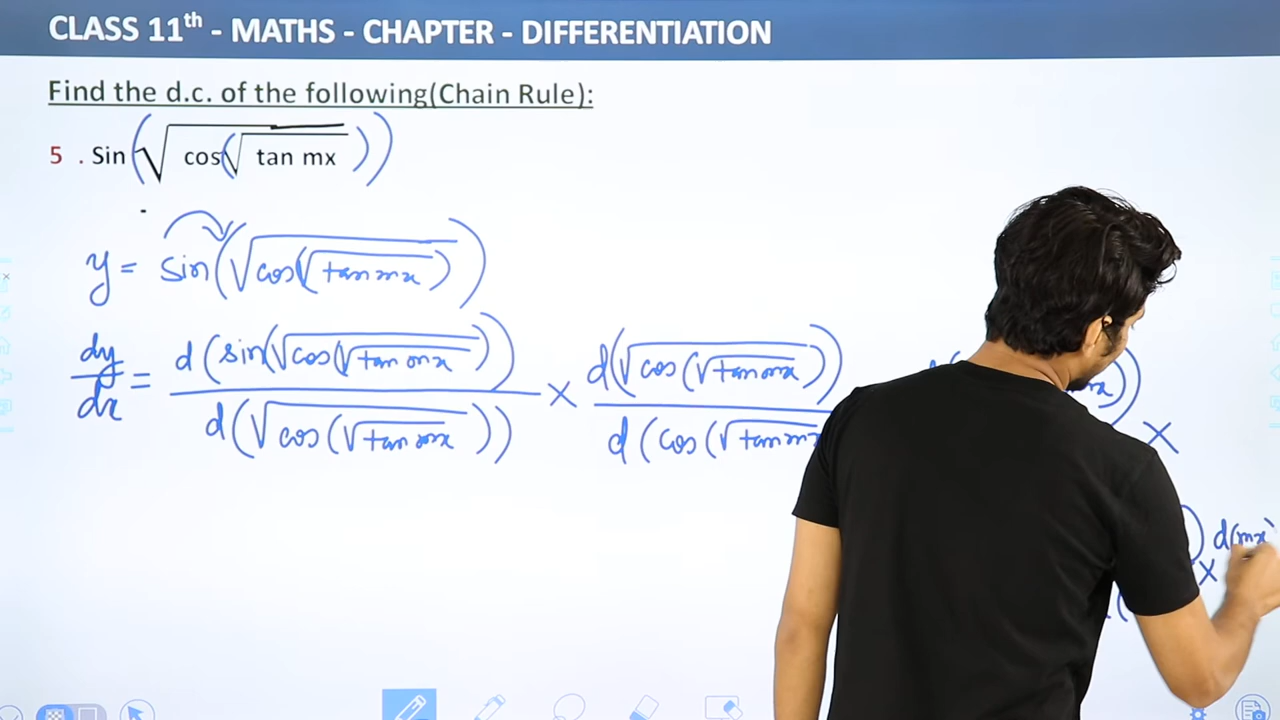 CLASS 11th - MATHS - CHAPTER - DIFFERENTIATION
Find the d.c. of the following(Chain Rule):
5 . Sin(√cos(√tan mx))
y = sin(√cos(√tan mx))
dy/dx = d(sin(√cos(√tan mx)))/d(√cos(√tan mx)) × d(√cos(√tan mx))/d(cos(√tan mx ×
d(mx)
×